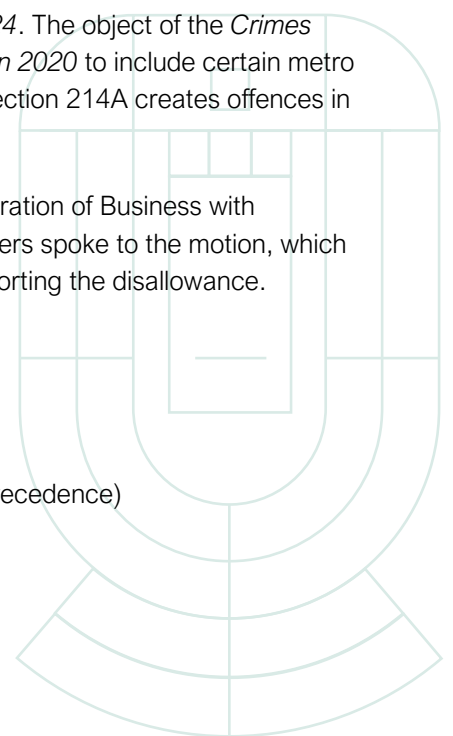 24. The object of the Crimes
n 2020 to include certain metro
ection 214A creates offences in
ration of Business with
ers spoke to the motion, which
orting the disallowance.
ecedence)